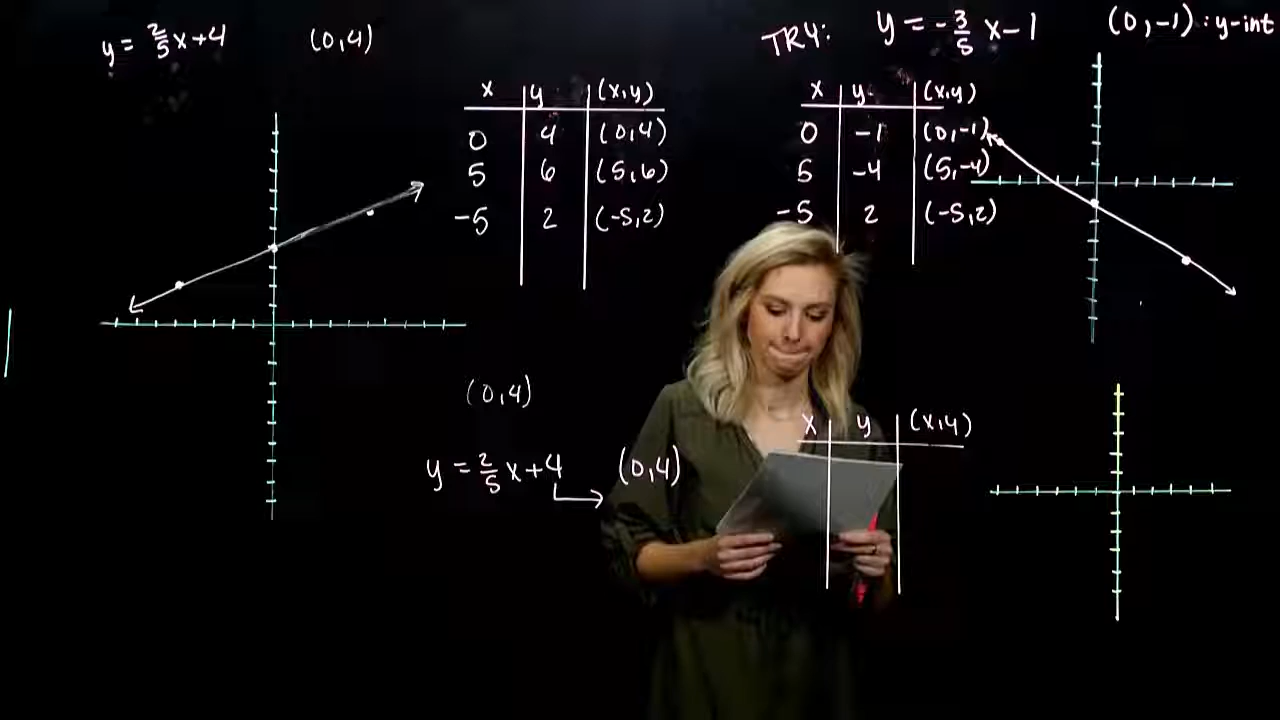 y = 2/5 x + 4 (0,4)
x y (x,y)
0 4 (0,4)
5 6 (5,6)
-5 2 (-5,2)
(0,4)
y = 2/5 x + 4 (0,4)
TRY: y = -3/5 x - 1 (0,-1): y-int
x y (x,y)
0 -1 (0,-1)
5 -4 (5,-4)
-5 2 (-5,2)
x y (x,y)